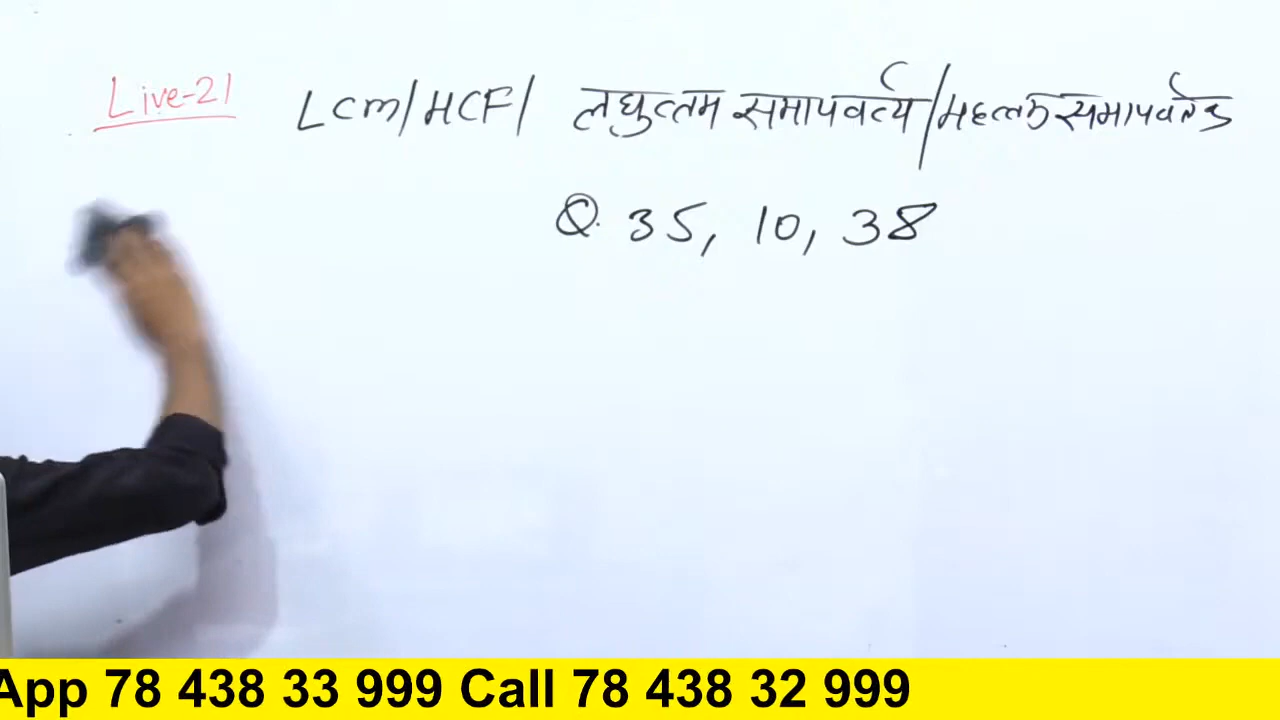 Live-21 LCM/HCF/ लघुत्तम समापवर्त्य/महत्तम समापवर्तक
Q. 35, 10, 38
App 78 438 33 999 Call 78 438 32 999